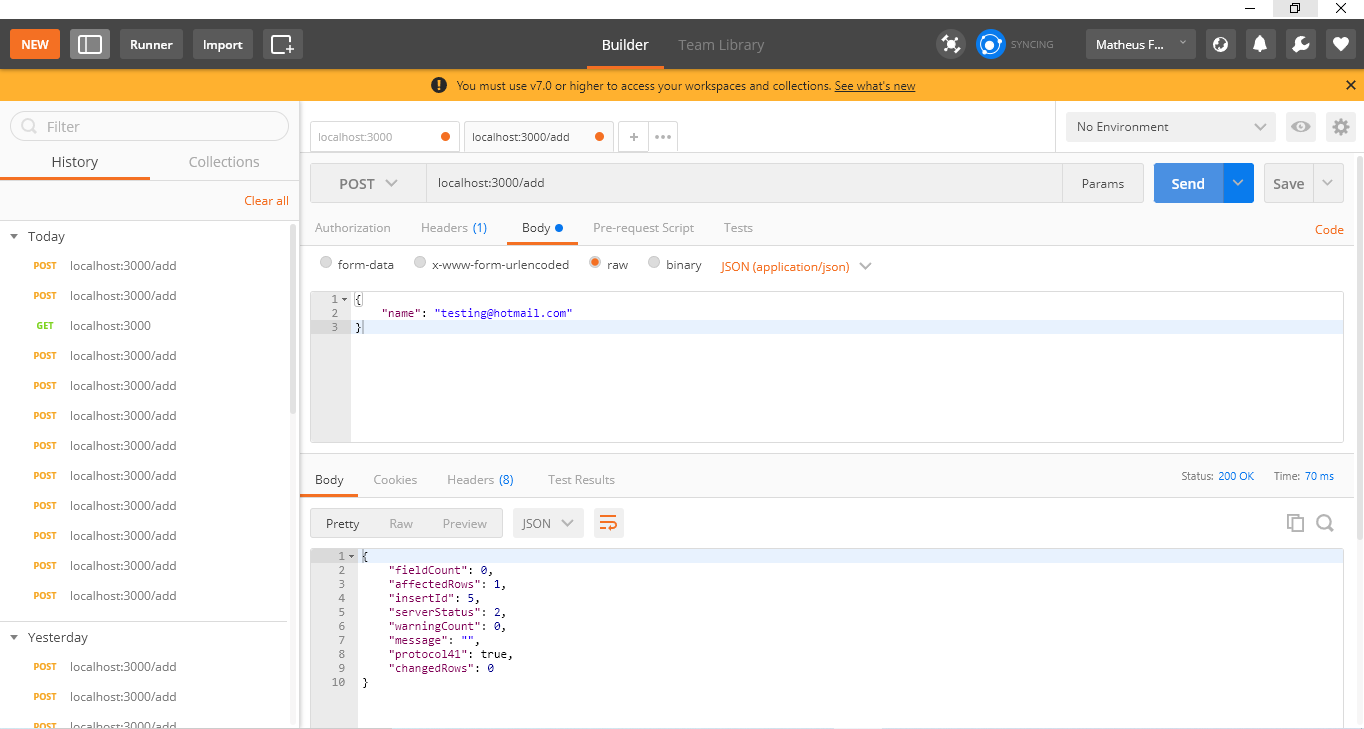 NEW Runner Import Builder Team Library SYNCING Matheus F...
You must use v7.0 or higher to access your workspaces and collections. See what's new
Filter
History Collections
Clear all
Today
POST localhost:3000/add
POST localhost:3000/add
GET localhost:3000
POST localhost:3000/add
POST localhost:3000/add
POST localhost:3000/add
POST localhost:3000/add
POST localhost:3000/add
POST localhost:3000/add
POST localhost:3000/add
POST localhost:3000/add
POST localhost:3000/add
Yesterday
POST localhost:3000/add
POST localhost:3000/add
POST localhost:3000/add
localhost:3000 localhost:3000/add + ••• No Environment
POST localhost:3000/add Params Send Save
Authorization Headers (1) Body Pre-request Script Tests Code
form-data x-www-form-urlencoded raw binary JSON (application/json)
1 {
2 "name": "testing@hotmail.com"
3 }
Body Cookies Headers (8) Test Results Status: 200 OK Time: 70 ms
Pretty Raw Preview JSON
1 {
2 "fieldCount": 0,
3 "affectedRows": 1,
4 "insertId": 5,
5 "serverStatus": 2,
6 "warningCount": 0,
7 "message": "",
8 "protocol41": true,
9 "changedRows": 0
10 }